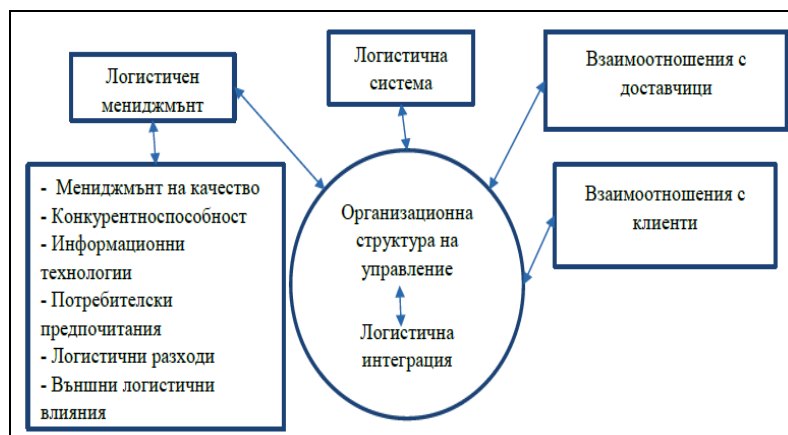 Логистичен
мениджмънт
Логистична
система
Взаимоотношения с
доставчици
- Мениджмънт на качество
- Конкурентноспособност
- Информационни
технологии
- Потребителски
предпочитания
- Логистични разходи
- Външни логистични
влияния
Организационна
структура на
управление
Логистична
интеграция
Взаимоотношения с
клиенти